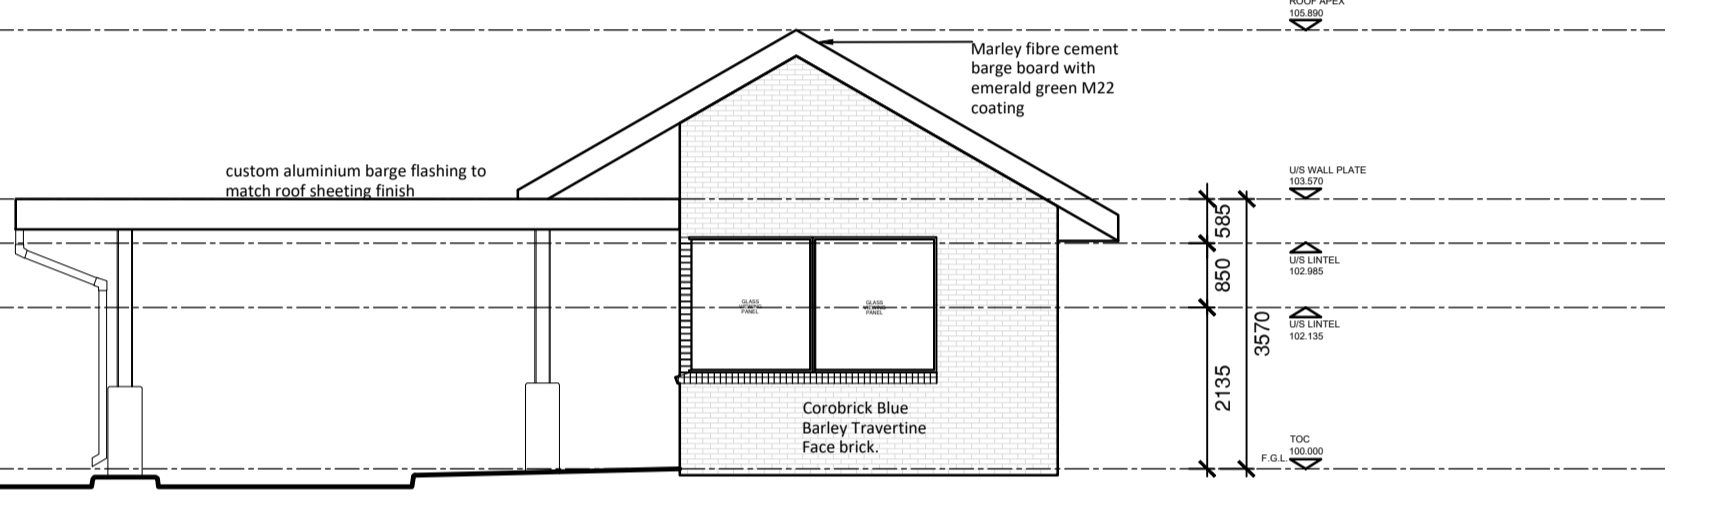 ROOF APEX
105.890
Marley fibre cement
barge board with
emerald green M22
coating
custom aluminium barge flashing to
match roof sheeting finish
U/S WALL PLATE
103.570
585
U/S LINTEL
102.985
850
GLASS
PANEL
GLASS
PANEL
U/S LINTEL
102.135
3570
2135
Corobrick Blue
Barley Travertine
Face brick.
TOC
100.000
F.G.L.